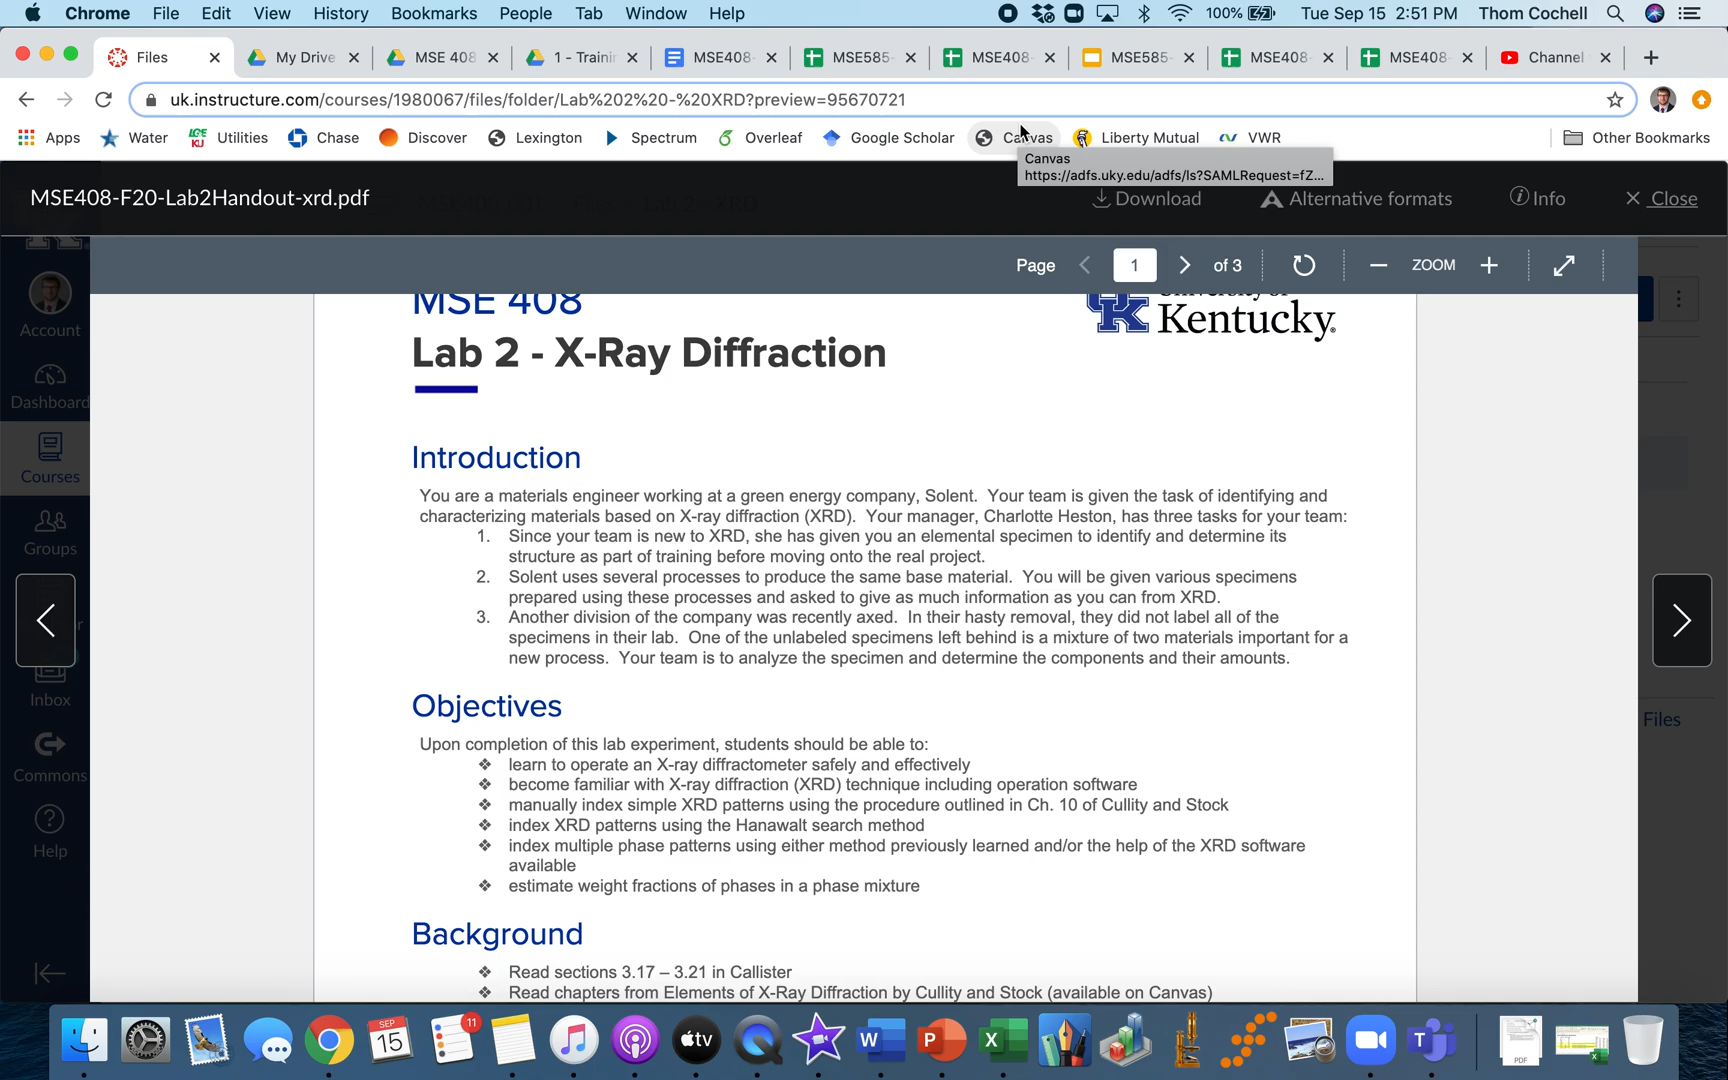 Chrome File Edit View History Bookmarks People Tab Window Help 100% Tue Sep 15 2:51 PM Thom Cochell
Files My Drive MSE 408 1 - Trainin MSE408- MSE585- MSE408- MSE585- MSE408- MSE408- Channel
uk.instructure.com/courses/1980067/files/folder/Lab%202%20-%20XRD?preview=95670721
Apps Water LGE KU Utilities Chase Discover Lexington Spectrum Overleaf Google Scholar Canvas Liberty Mutual VWR Other Bookmarks
Canvas
https://adfs.uky.edu/adfs/ls?SAMLRequest=fZ...
MSE408-F20-Lab2Handout-xrd.pdf Download Alternative formats Info Close
Page 1 of 3 ZOOM
Account
Dashboard
Courses
Groups
Inbox
Commons
Help
Files
MSE 408
University of
Kentucky.
Lab 2 - X-Ray Diffraction
Introduction
You are a materials engineer working at a green energy company, Solent. Your team is given the task of identifying and
characterizing materials based on X-ray diffraction (XRD). Your manager, Charlotte Heston, has three tasks for your team:
1. Since your team is new to XRD, she has given you an elemental specimen to identify and determine its
structure as part of training before moving onto the real project.
2. Solent uses several processes to produce the same base material. You will be given various specimens
prepared using these processes and asked to give as much information as you can from XRD.
3. Another division of the company was recently axed. In their hasty removal, they did not label all of the
specimens in their lab. One of the unlabeled specimens left behind is a mixture of two materials important for a
new process. Your team is to analyze the specimen and determine the components and their amounts.
Objectives
Upon completion of this lab experiment, students should be able to:
❖ learn to operate an X-ray diffractometer safely and effectively
❖ become familiar with X-ray diffraction (XRD) technique including operation software
❖ manually index simple XRD patterns using the procedure outlined in Ch. 10 of Cullity and Stock
❖ index XRD patterns using the Hanawalt search method
❖ index multiple phase patterns using either method previously learned and/or the help of the XRD software
available
❖ estimate weight fractions of phases in a phase mixture
Background
❖ Read sections 3.17 – 3.21 in Callister
❖ Read chapters from Elements of X-Ray Diffraction by Cullity and Stock (available on Canvas)
SEP
15 11 tv W P X T PDF